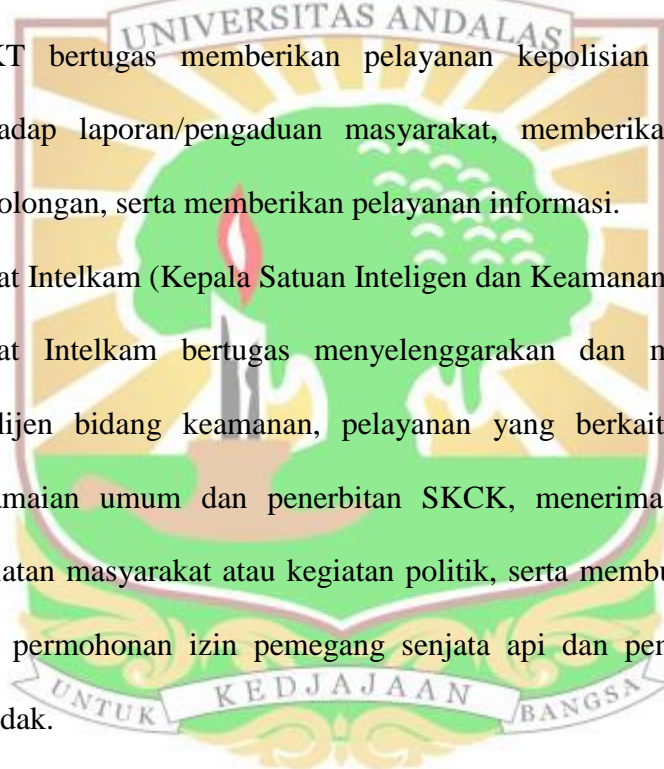 UNIVERSITAS ANDALAS
KT bertugas memberikan pelayanan kepolisian
adap laporan/pengaduan masyarakat, memberika
olongan, serta memberikan pelayanan informasi.
at Intelkam (Kepala Satuan Inteligen dan Keamanan
at Intelkam bertugas menyelenggarakan dan m
lijen bidang keamanan, pelayanan yang berkait
amaian umum dan penerbitan SKCK, menerima
iatan masyarakat atau kegiatan politik, serta membu
permohonan izin pemegang senjata api dan per
dak.
UNTUK KEDJAJAAN BANGSA